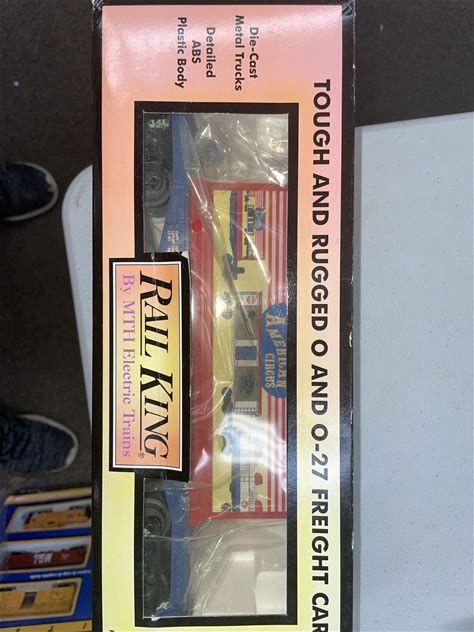 TOUGH AND RUGGED O AND O-27 FREIGHT CAR
Die-Cast
Metal Trucks
Detailed
ABS
Plastic Body
AMERICAN
CIRCUS
RAIL KING®
By MTH Electric Trains®